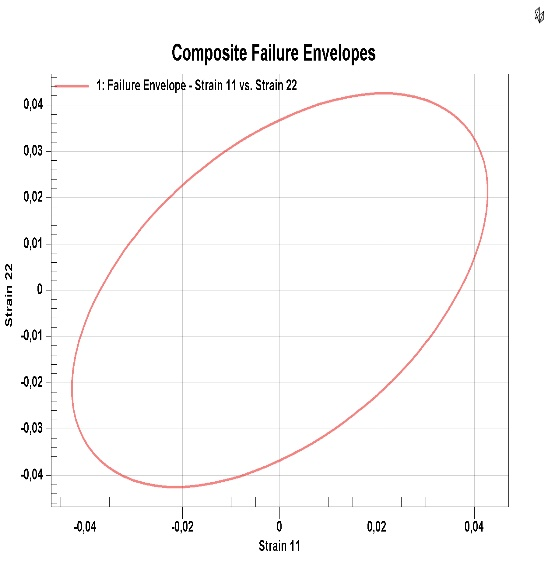 Composite Failure Envelopes
1: Failure Envelope - Strain 11 vs. Strain 22
0,04
0,03
0,02
0,01
0
-0,01
-0,02
-0,03
-0,04
Strain 22
-0,04 -0,02 0 0,02 0,04
Strain 11